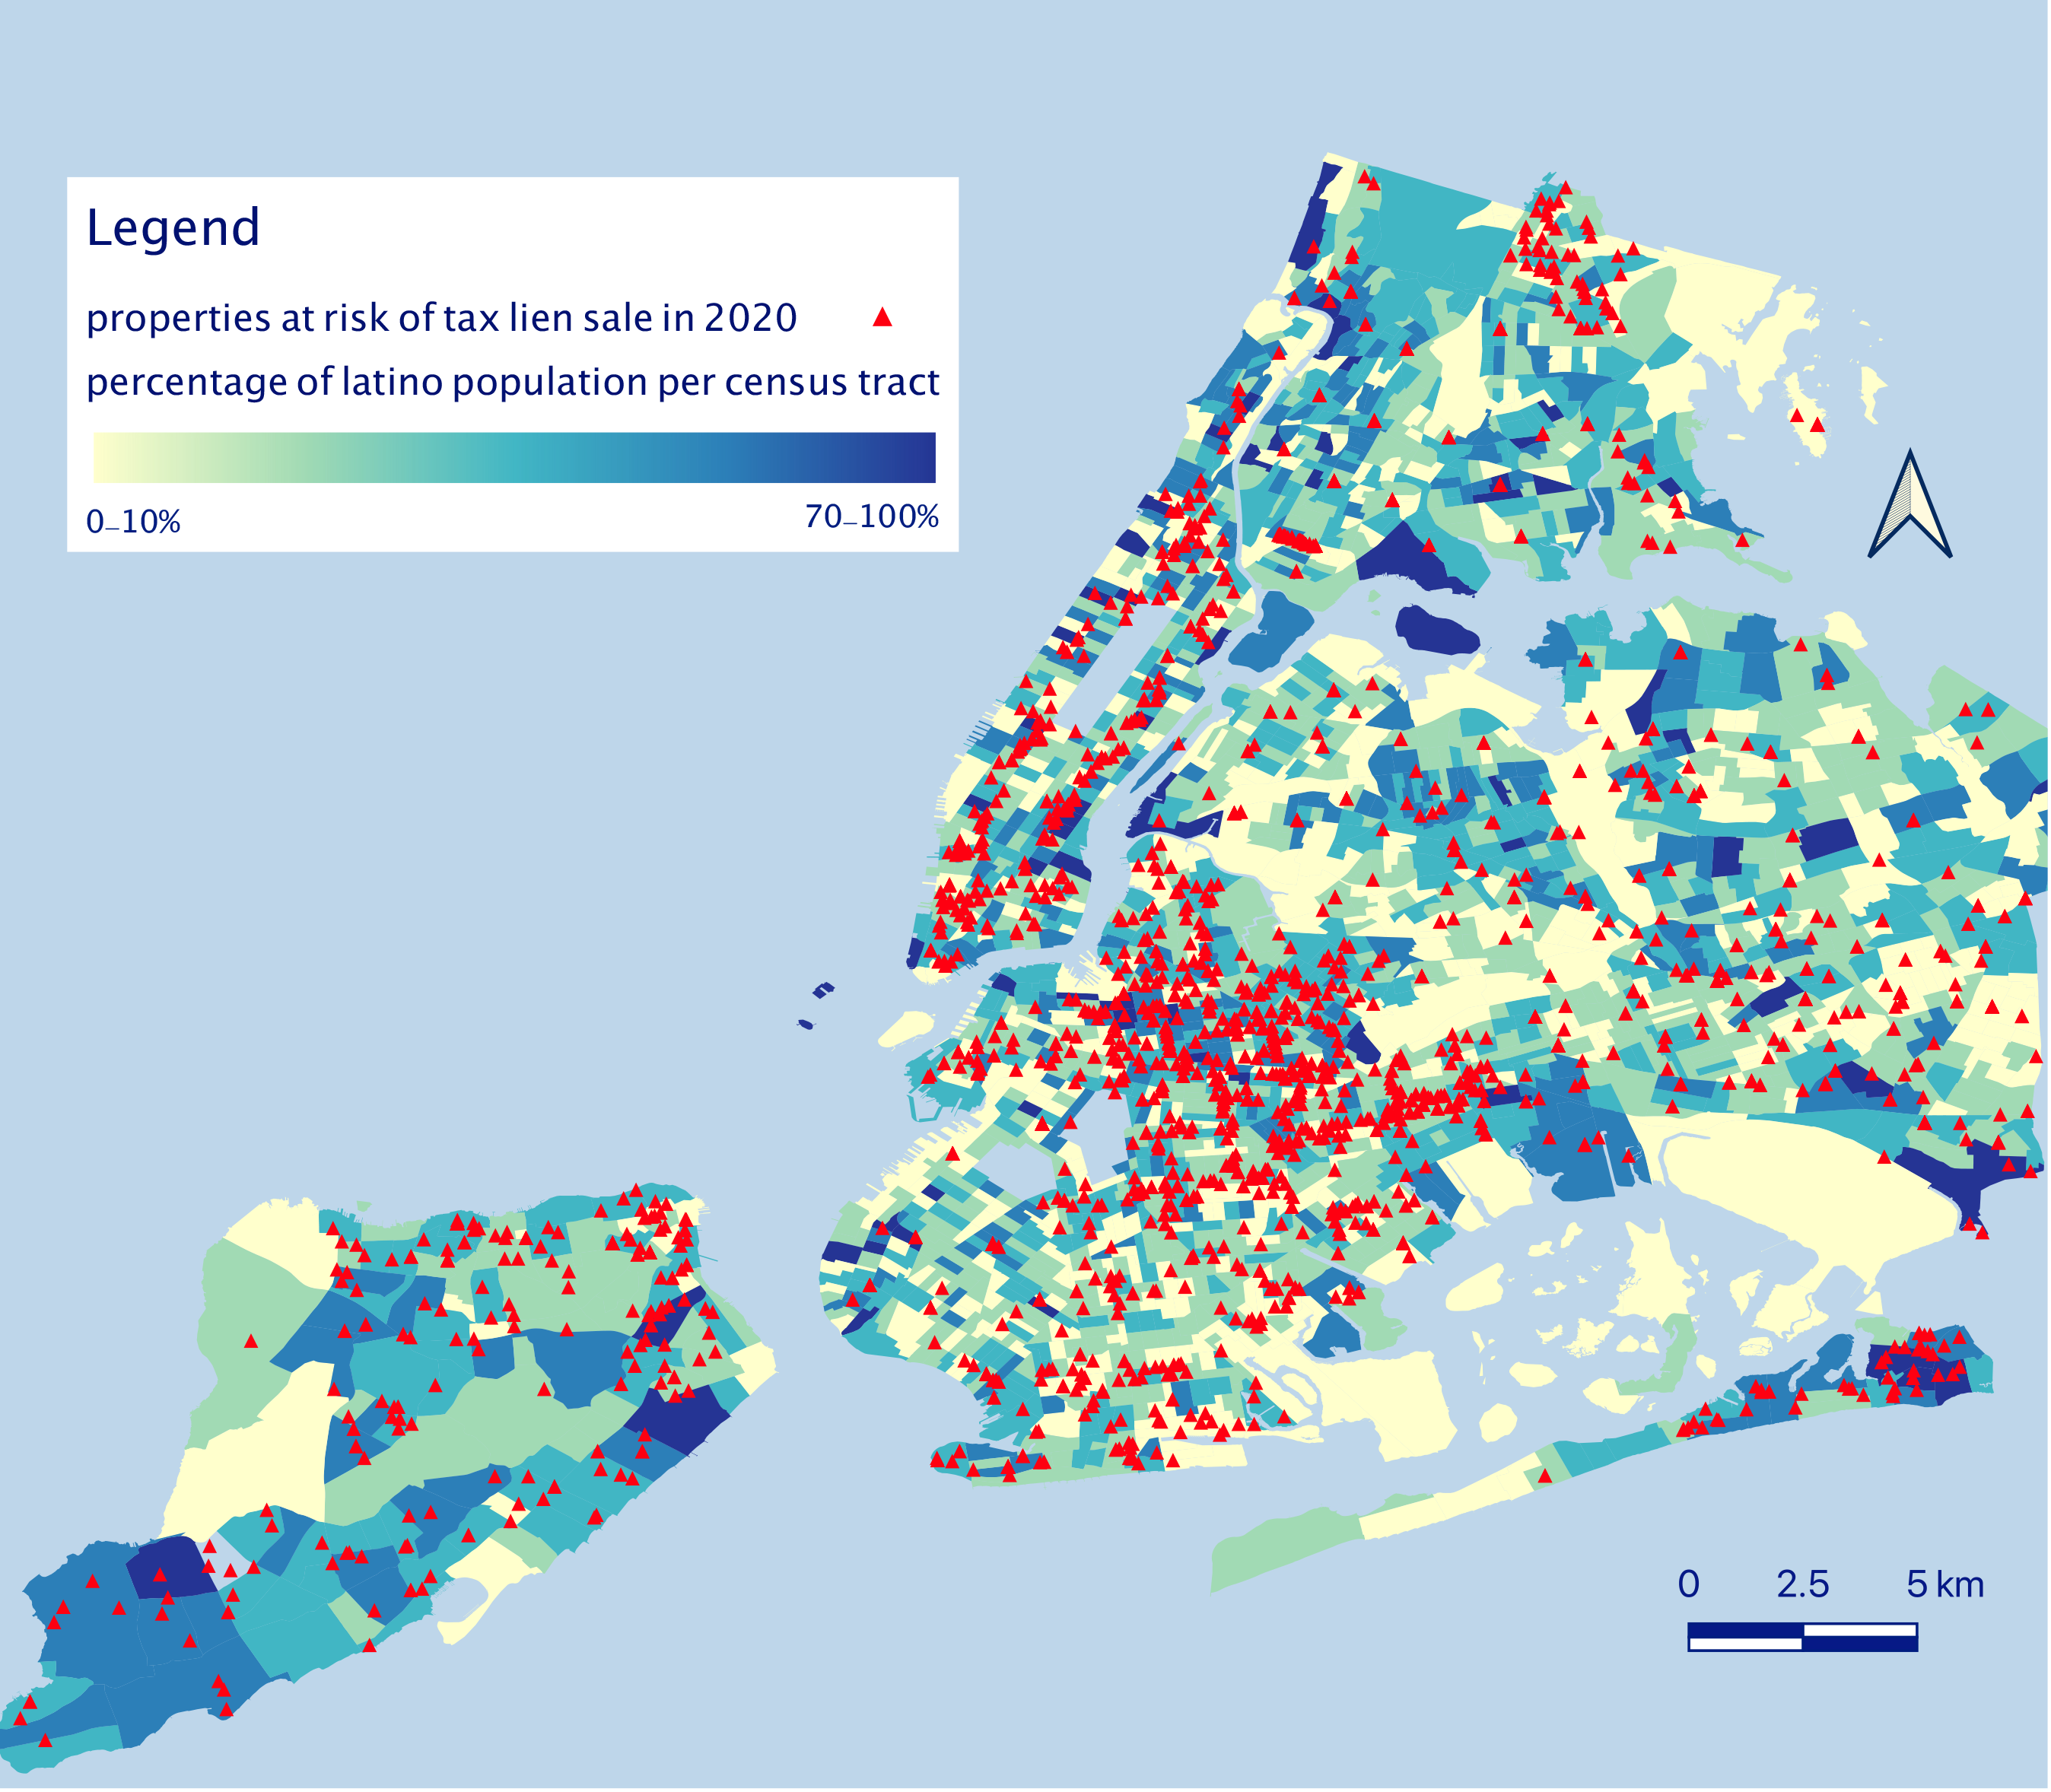 Legend
properties at risk of tax lien sale in 2020
percentage of latino population per census tract
0–10%
70–100%
0 2.5 5 km